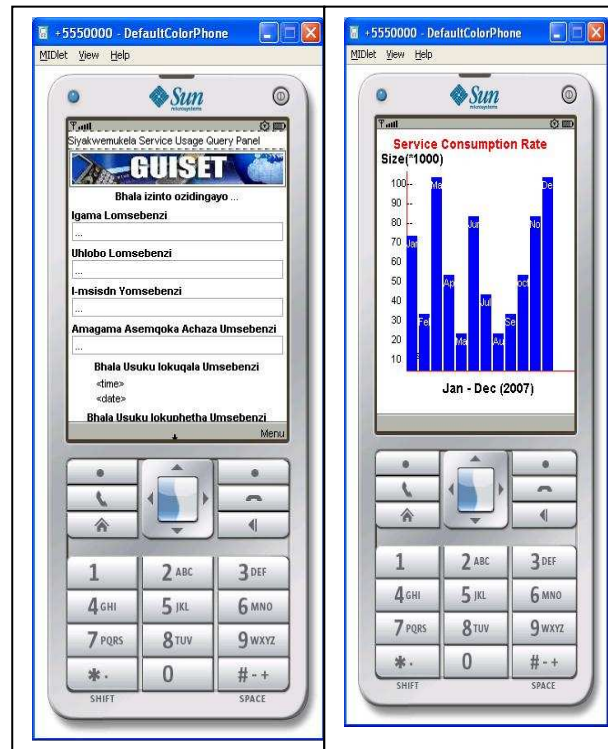 +5550000 - DefaultColorPhone
MIDlet View Help
Sun
microsystems
Siyakwemukela Service Usage Query Panel
GUISET
Bhala izinto ozidingayo ...
Igama Lomsebenzi
...
Uhlobo Lomsebenzi
...
I-msisdn Yomsebenzi
...
Amagama Asemqoka Achaza Umsebenzi
...
Bhala Usuku lokuqala Umsebenzi
<time>
<date>
Bhala Usuku lokuphetha Umsebenzi
Menu
1 2 ABC 3 DEF
4 GHI 5 JKL 6 MNO
7 PQRS 8 TUV 9 WXYZ
* . 0 # - +
SHIFT SPACE
+5550000 - DefaultColorPhone
MIDlet View Help
Sun
microsystems
Service Consumption Rate
Size(*1000)
100
90
80
70
60
50
40
30
20
10
Jan Feb Ma Ap Ma Jun Jul Au Se oct No De
Jan - Dec (2007)
1 2 ABC 3 DEF
4 GHI 5 JKL 6 MNO
7 PQRS 8 TUV 9 WXYZ
* . 0 # - +
SHIFT SPACE